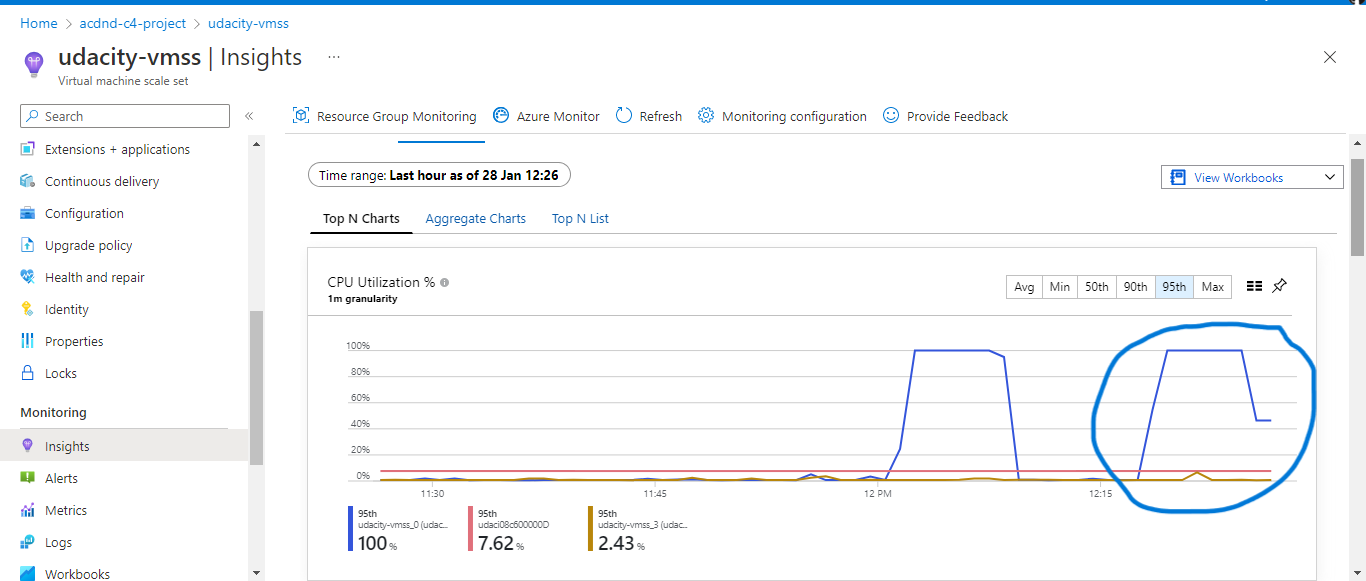 Home > acdnd-c4-project > udacity-vmss
udacity-vmss | Insights ...
Virtual machine scale set
Search
«
Extensions + applications
Continuous delivery
Configuration
Upgrade policy
Health and repair
Identity
Properties
Locks
Monitoring
Insights
Alerts
Metrics
Logs
Workbooks
Resource Group Monitoring Azure Monitor Refresh Monitoring configuration Provide Feedback
Time range: Last hour as of 28 Jan 12:26
View Workbooks
Top N Charts Aggregate Charts Top N List
CPU Utilization %
1m granularity
Avg Min 50th 90th 95th Max
100%
80%
60%
40%
20%
0%
11:30 11:45 12 PM 12:15
95th
udacity-vmss_0 (udac...
100 %
95th
udaci08c600000D
7.62 %
95th
udacity-vmss_3 (udac...
2.43 %